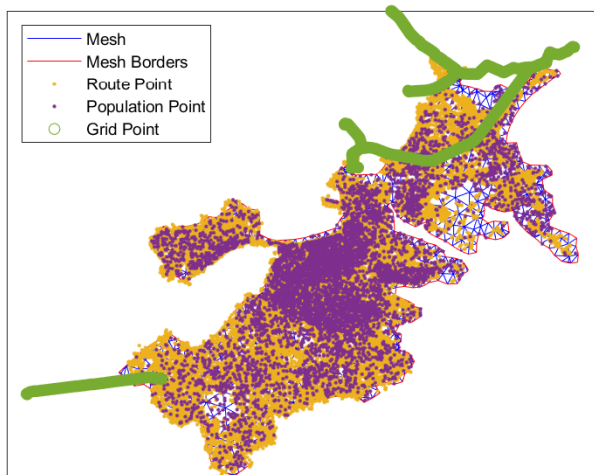 Mesh
Mesh Borders
Route Point
Population Point
Grid Point